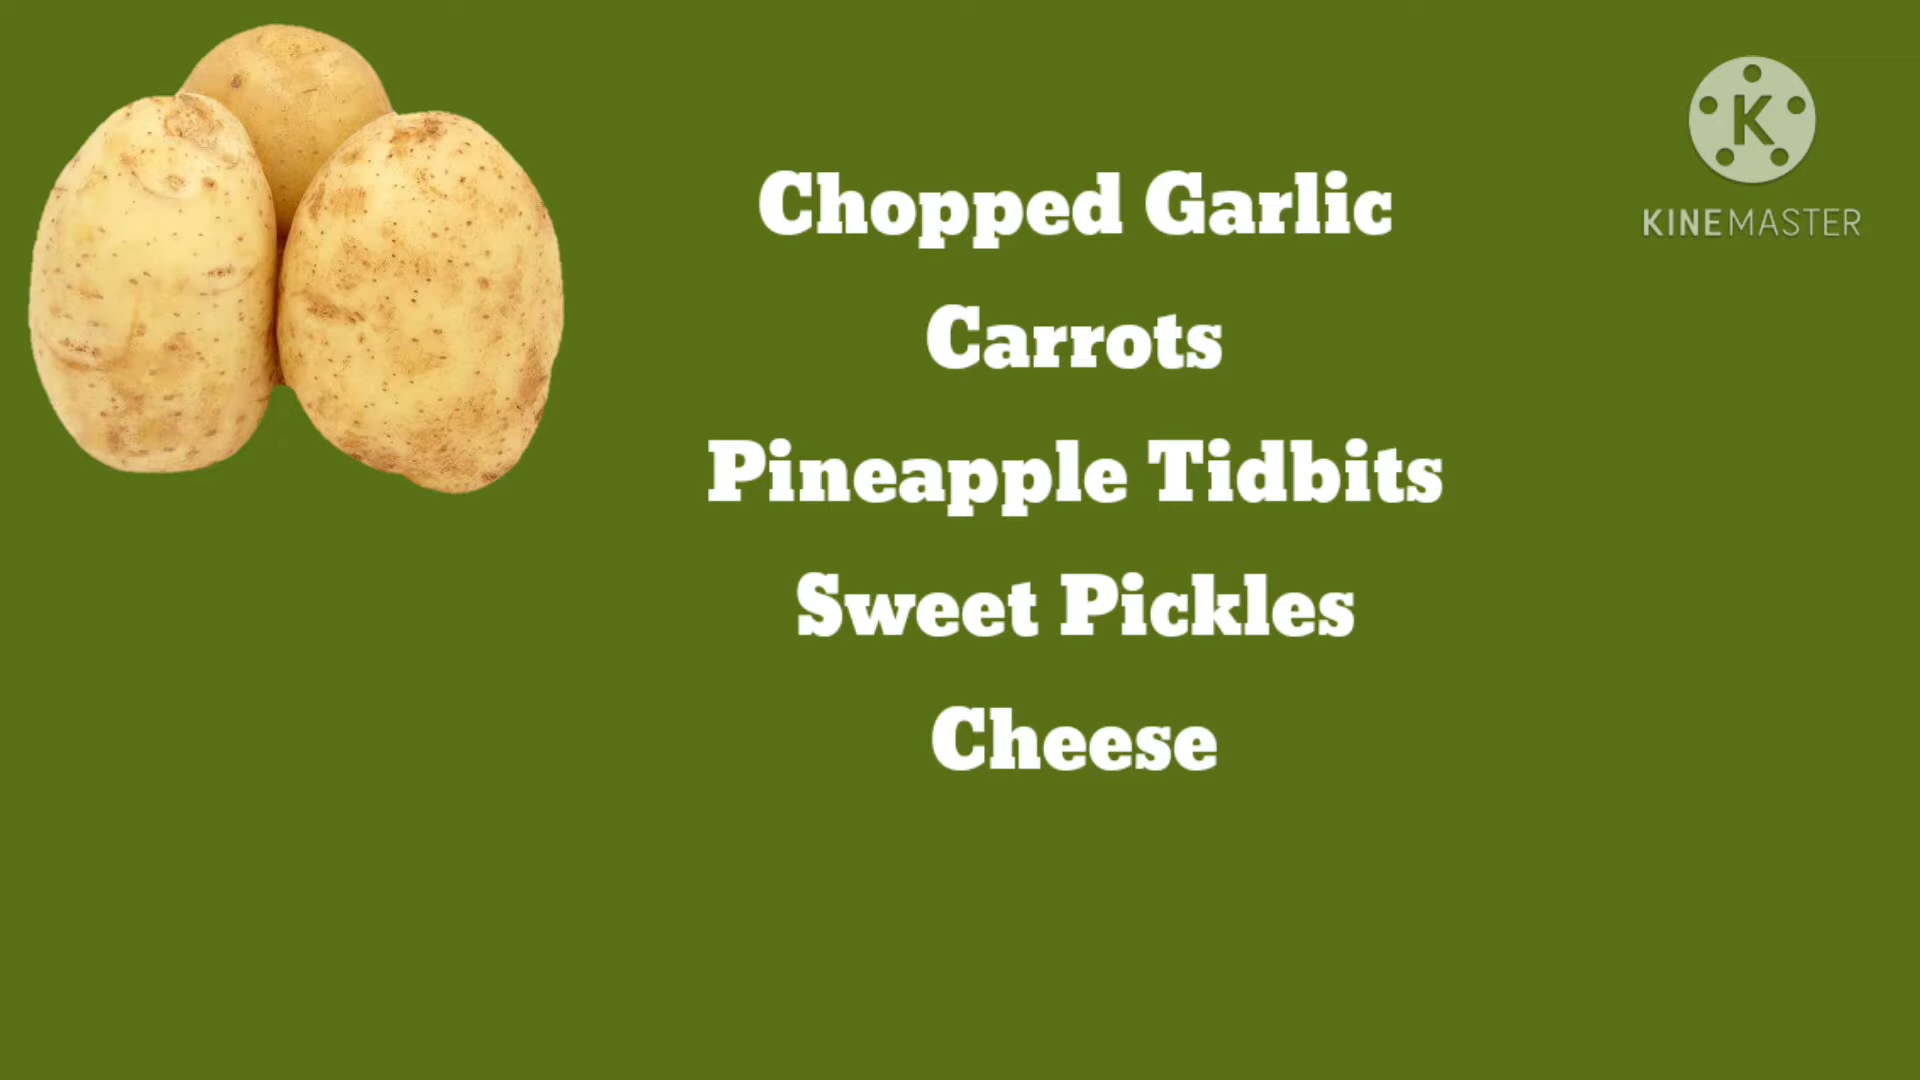 Chopped Garlic
Carrots
Pineapple Tidbits
Sweet Pickles
Cheese
K
KINEMASTER